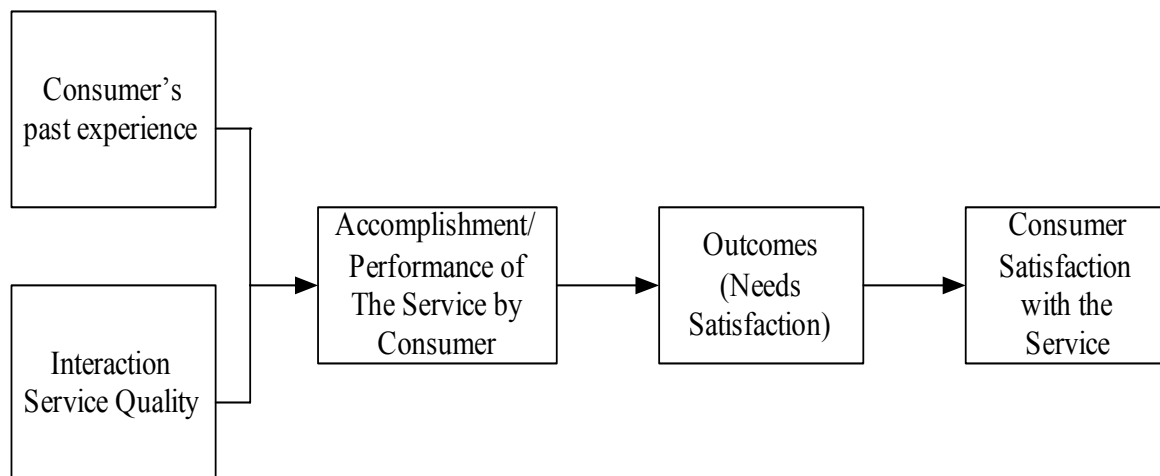 Consumer’s
past experience
Interaction
Service Quality
Accomplishment/
Performance of
The Service by
Consumer
Outcomes
(Needs
Satisfaction)
Consumer
Satisfaction
with the
Service